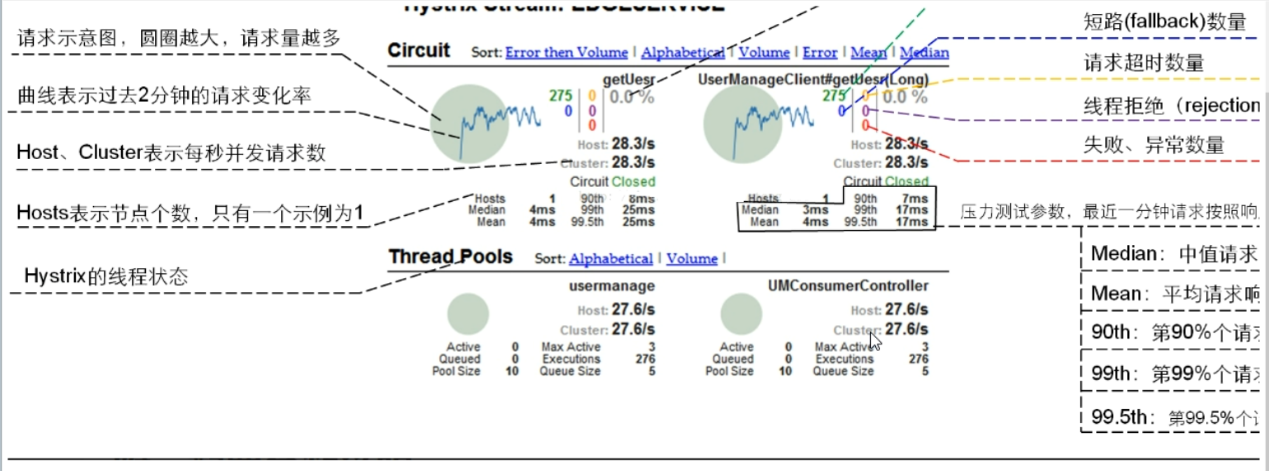 Hystrix Stream: EDGESERVICE
请求示意图，圆圈越大，请求量越多
曲线表示过去2分钟的请求变化率
Host、Cluster表示每秒并发请求数
Hosts表示节点个数，只有一个示例为1
Hystrix的线程状态
Circuit Sort: Error then Volume | Alphabetical | Volume | Error | Mean | Median
getUesr
275 0 0.0 %
0 0
0
Host: 28.3/s
Cluster: 28.3/s
Circuit Closed
Hosts 1 90th 8ms
Median 4ms 99th 25ms
Mean 4ms 99.5th 25ms
UserManageClient#getUesr(Long)
275 0 0.0 %
0 0
0
Host: 28.3/s
Cluster: 28.3/s
Circuit Closed
Hosts 1 90th 7ms
Median 3ms 99th 17ms
Mean 4ms 99.5th 17ms
Thread Pools Sort: Alphabetical | Volume |
usermanage
Host: 27.6/s
Cluster: 27.6/s
Active 0 Max Active 3
Queued 0 Executions 276
Pool Size 10 Queue Size 5
UMConsumerController
Host: 27.6/s
Cluster: 27.6/s
Active 0 Max Active 3
Queued 0 Executions 276
Pool Size 10 Queue Size 5
短路(fallback)数量
请求超时数量
线程拒绝（rejection
失败、异常数量
压力测试参数，最近一分钟请求按照响
Median：中值请求
Mean：平均请求响
90th：第90%个请求
99th：第99%个请求
99.5th：第99.5%个